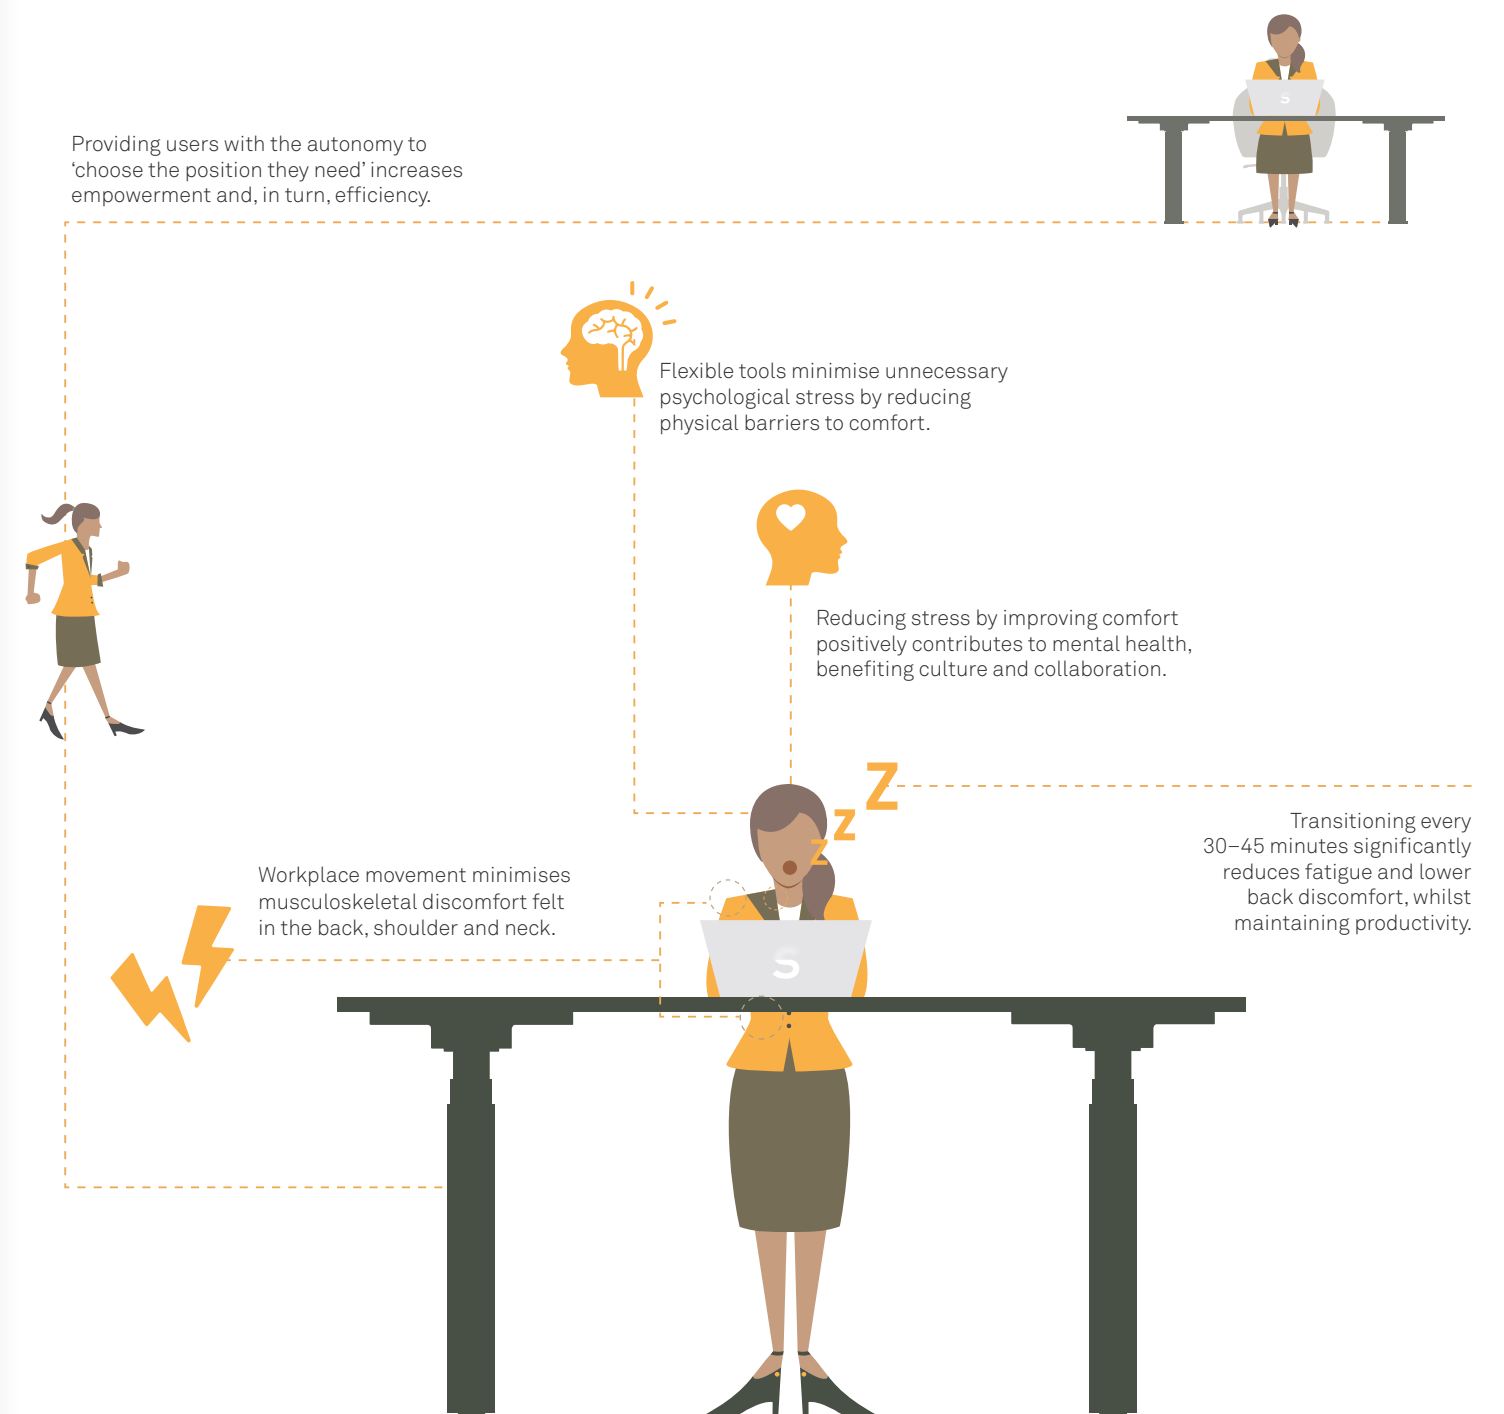 Providing users with the autonomy to
‘choose the position they need’ increases
empowerment and, in turn, efficiency.
S
Flexible tools minimise unnecessary
psychological stress by reducing
physical barriers to comfort.
Reducing stress by improving comfort
positively contributes to mental health,
benefiting culture and collaboration.
Z
Z
Z
Transitioning every
30–45 minutes significantly
reduces fatigue and lower
back discomfort, whilst
maintaining productivity.
Workplace movement minimises
musculoskeletal discomfort felt
in the back, shoulder and neck.
S